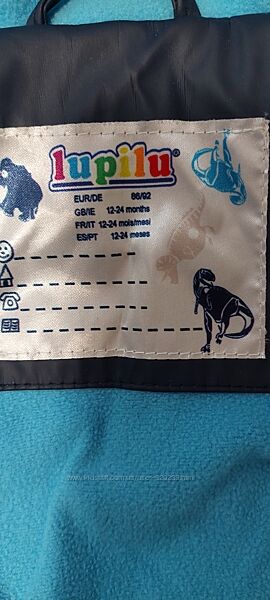 lupilu®
EUR/DE 86/92
GB/IE 12-24 months
FR/IT 12-24 mois/mesi
ES/PT 12-24 meses